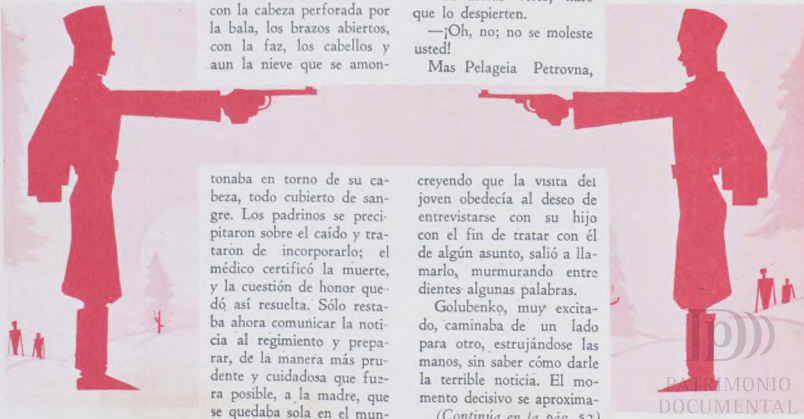 con la cabeza perforada por
la bala, los brazos abiertos,
con la faz, los cabellos y
aun la nieve que se amon-
tonaba en torno de su ca-
beza, todo cubierto de san-
gre. Los padrinos se preci-
pitaron sobre el caído y tra-
taron de incorporarlo; el
médico certificó la muerte,
y la cuestión de honor que-
dó así resuelta. Sólo resta-
ba ahora comunicar la noti-
cia al regimiento y prepa-
rar, de la manera más pru-
dente y cuidadosa que fue-
ra posible, a la madre, que
se quedaba sola en el mun-
que lo despierten.
—¡Oh, no; no se moleste
usted!
Mas Pelageia Petrovna,
creyendo que la visita del
joven obedecía al deseo de
entrevistarse con su hijo
con el fin de tratar con él
de algún asunto, salió a lla-
marlo, murmurando entre
dientes algunas palabras.
Golubenko, muy excita-
do, caminaba de un lado
para otro, estrujándose las
manos, sin saber cómo darle
la terrible noticia. El mo-
mento decisivo se aproxima-
(Continúa en la pág. 52)
PATRIMONIO
DOCUMENTAL